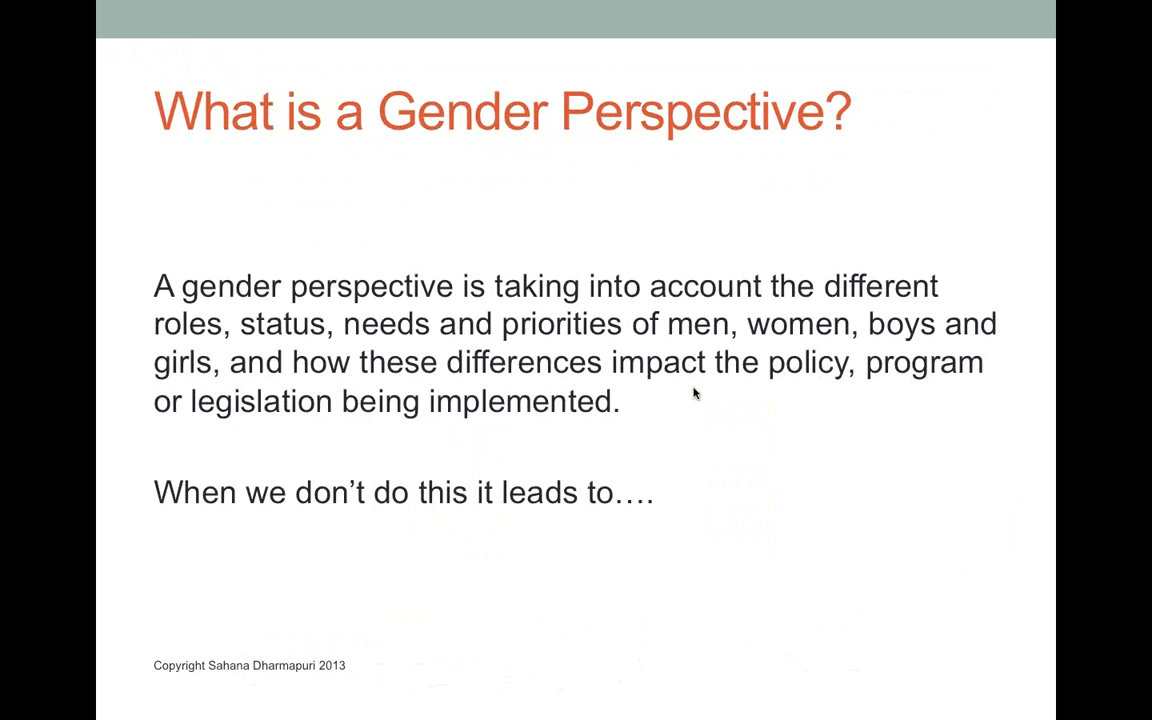 What is a Gender Perspective?
A gender perspective is taking into account the different
roles, status, needs and priorities of men, women, boys and
girls, and how these differences impact the policy, program
or legislation being implemented.
When we don’t do this it leads to….
Copyright Sahana Dharmapuri 2013